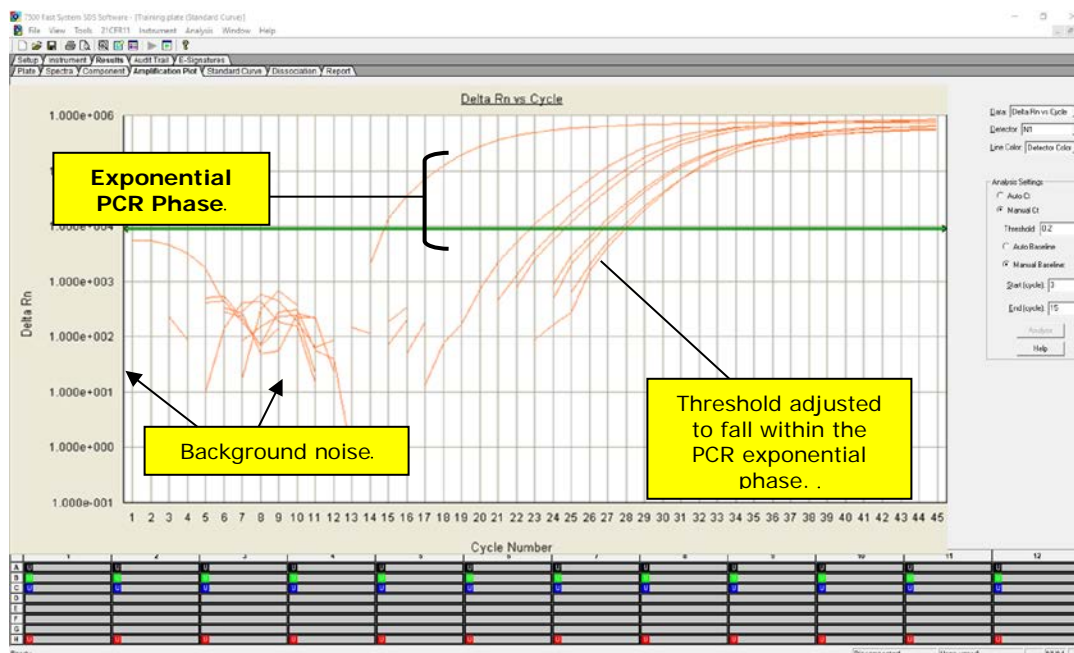 7500 Fast System SDS Software - [Training plate (Standard Curve)]
File View Tools 21CFR11 Instrument Analysis Window Help
Setup Instrument Results Audit Trail E-Signatures
Plate Spectra Component Amplification Plot Standard Curve Dissociation Report
Delta Rn vs Cycle
1.000e+006
Exponential
PCR Phase.
1.000e+004
1.000e+003
1.000e+002
1.000e+001
1.000e+000
1.000e-001
Delta Rn
Background noise.
Threshold adjusted
to fall within the
PCR exponential
phase. .
1 2 3 4 5 6 7 8 9 10 11 12 13 14 15 16 17 18 19 20 21 22 23 24 25 26 27 28 29 30 31 32 33 34 35 36 37 38 39 40 41 42 43 44 45
Cycle Number
Data: Delta Rn vs Cycle
Detector: N1
Line Color: Detector Color
Analysis Settings
Auto Ct
Manual Ct
Threshold: 0.2
Auto Baseline
Manual Baseline:
Start (cycle): 3
End (cycle): 15
Analyze
Help
1 2 3 4 5 6 7 8 9 10 11 12
A U U U U U U U U U U U U
B
C U U U U U U U U U U U U
D
E
F
G
H U U U U U U U U U U U U